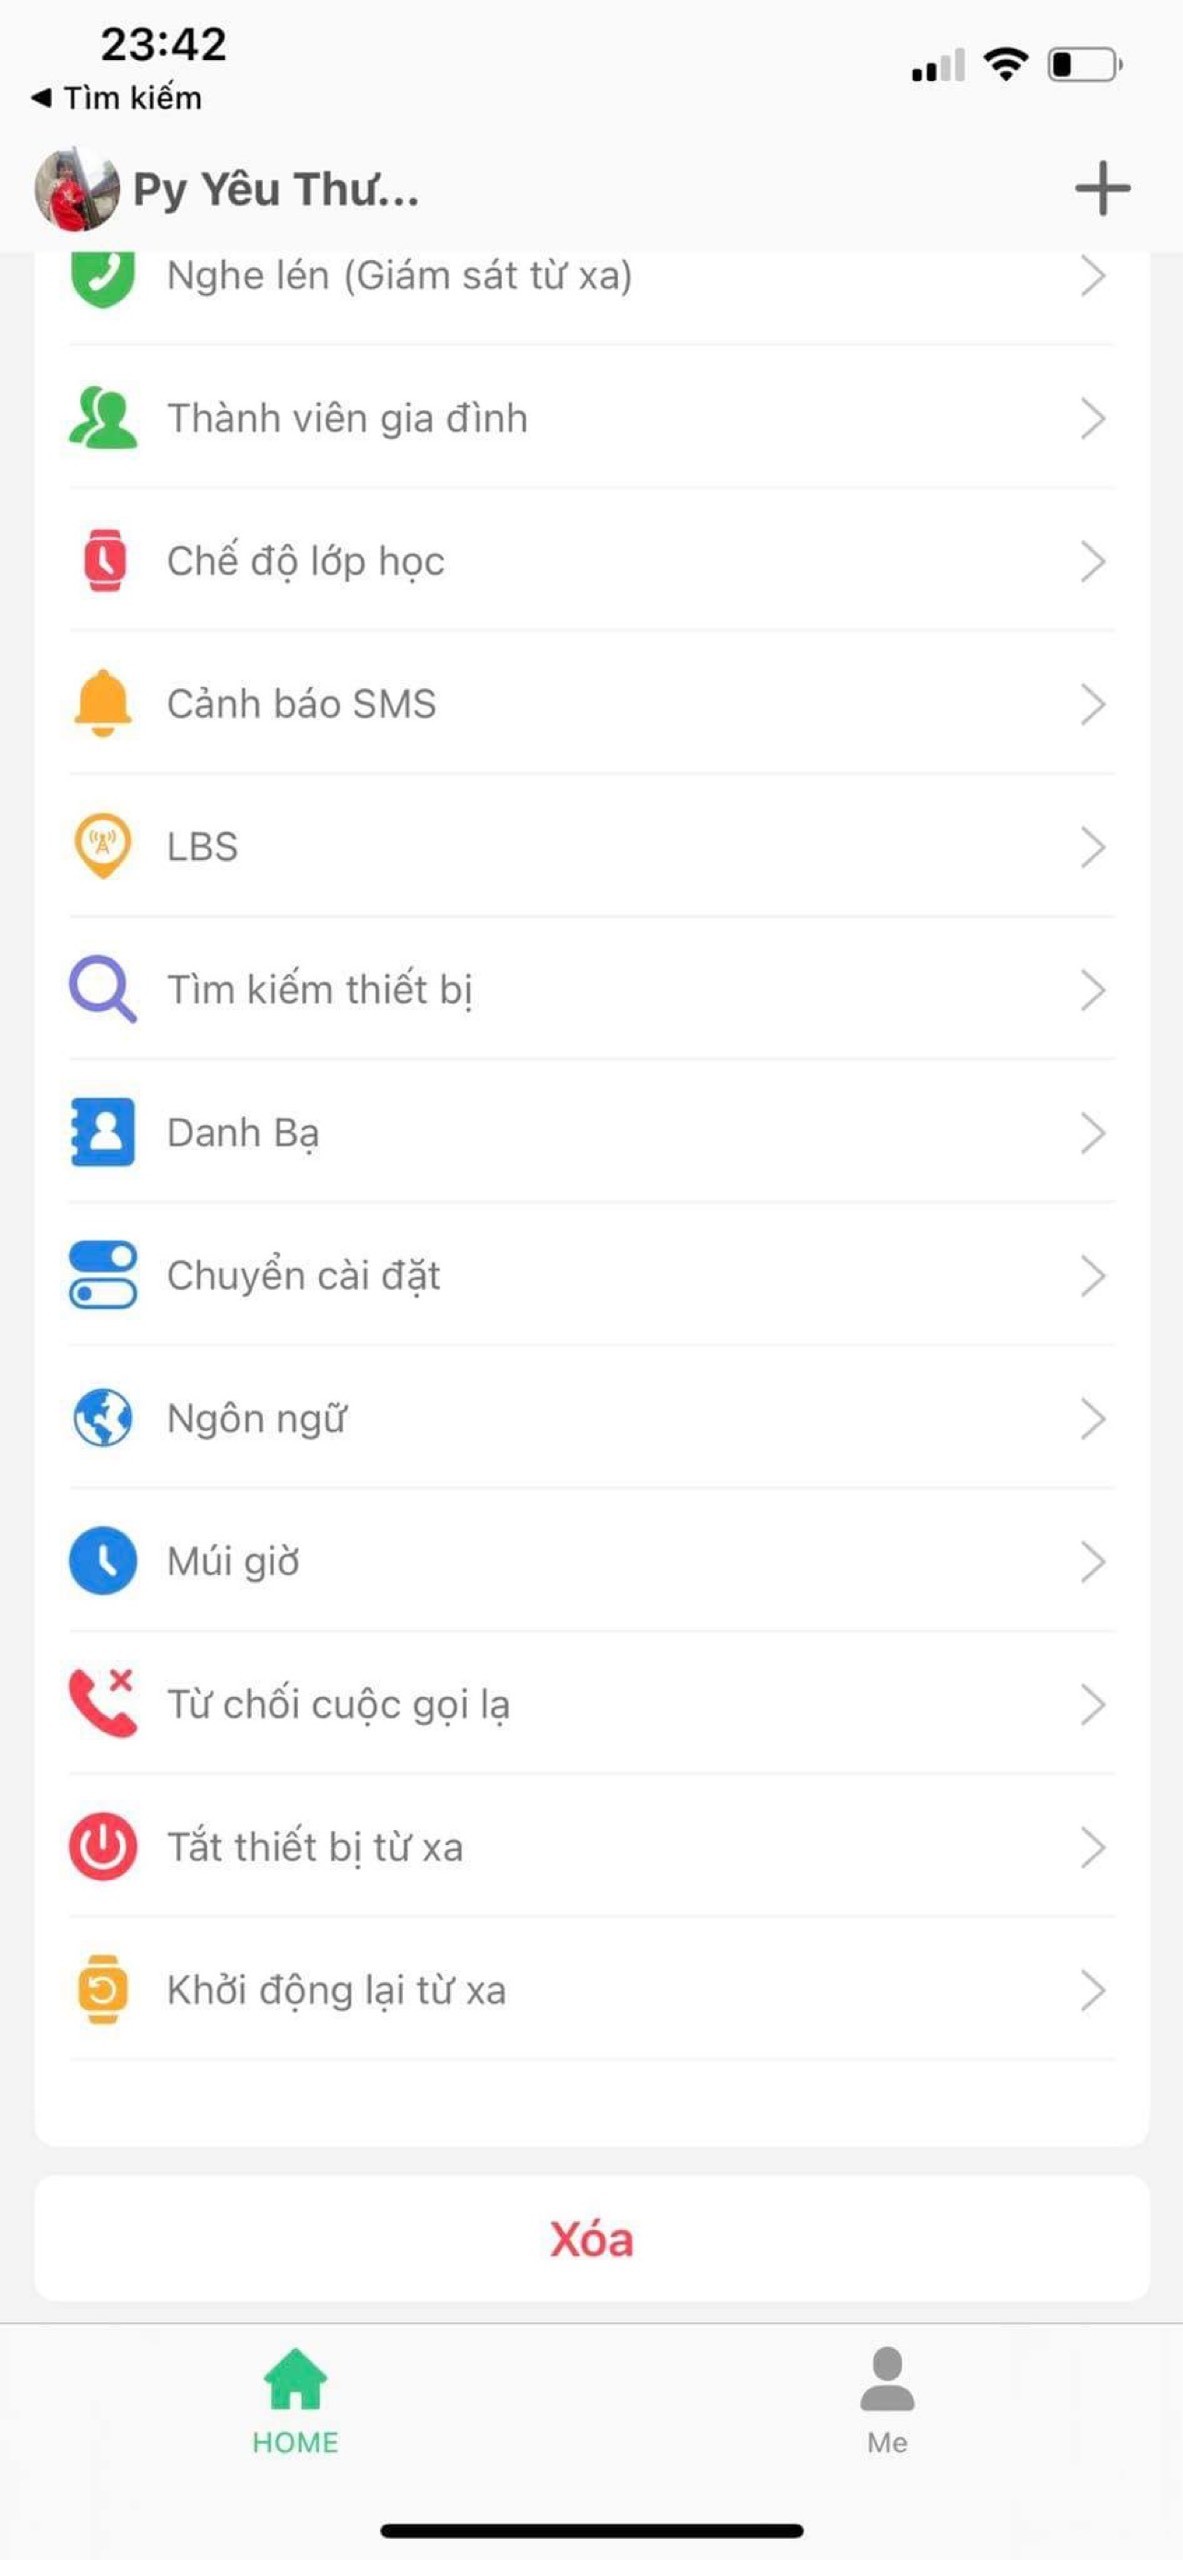 23:42
◀ Tìm kiếm
Py Yêu Thư...
Nghe lén (Giám sát từ xa)
Thành viên gia đình
Chế độ lớp học
Cảnh báo SMS
LBS
Tìm kiếm thiết bị
Danh Bạ
Chuyển cài đặt
Ngôn ngữ
Múi giờ
Từ chối cuộc gọi lạ
Tắt thiết bị từ xa
Khởi động lại từ xa
Xóa
HOME
Me